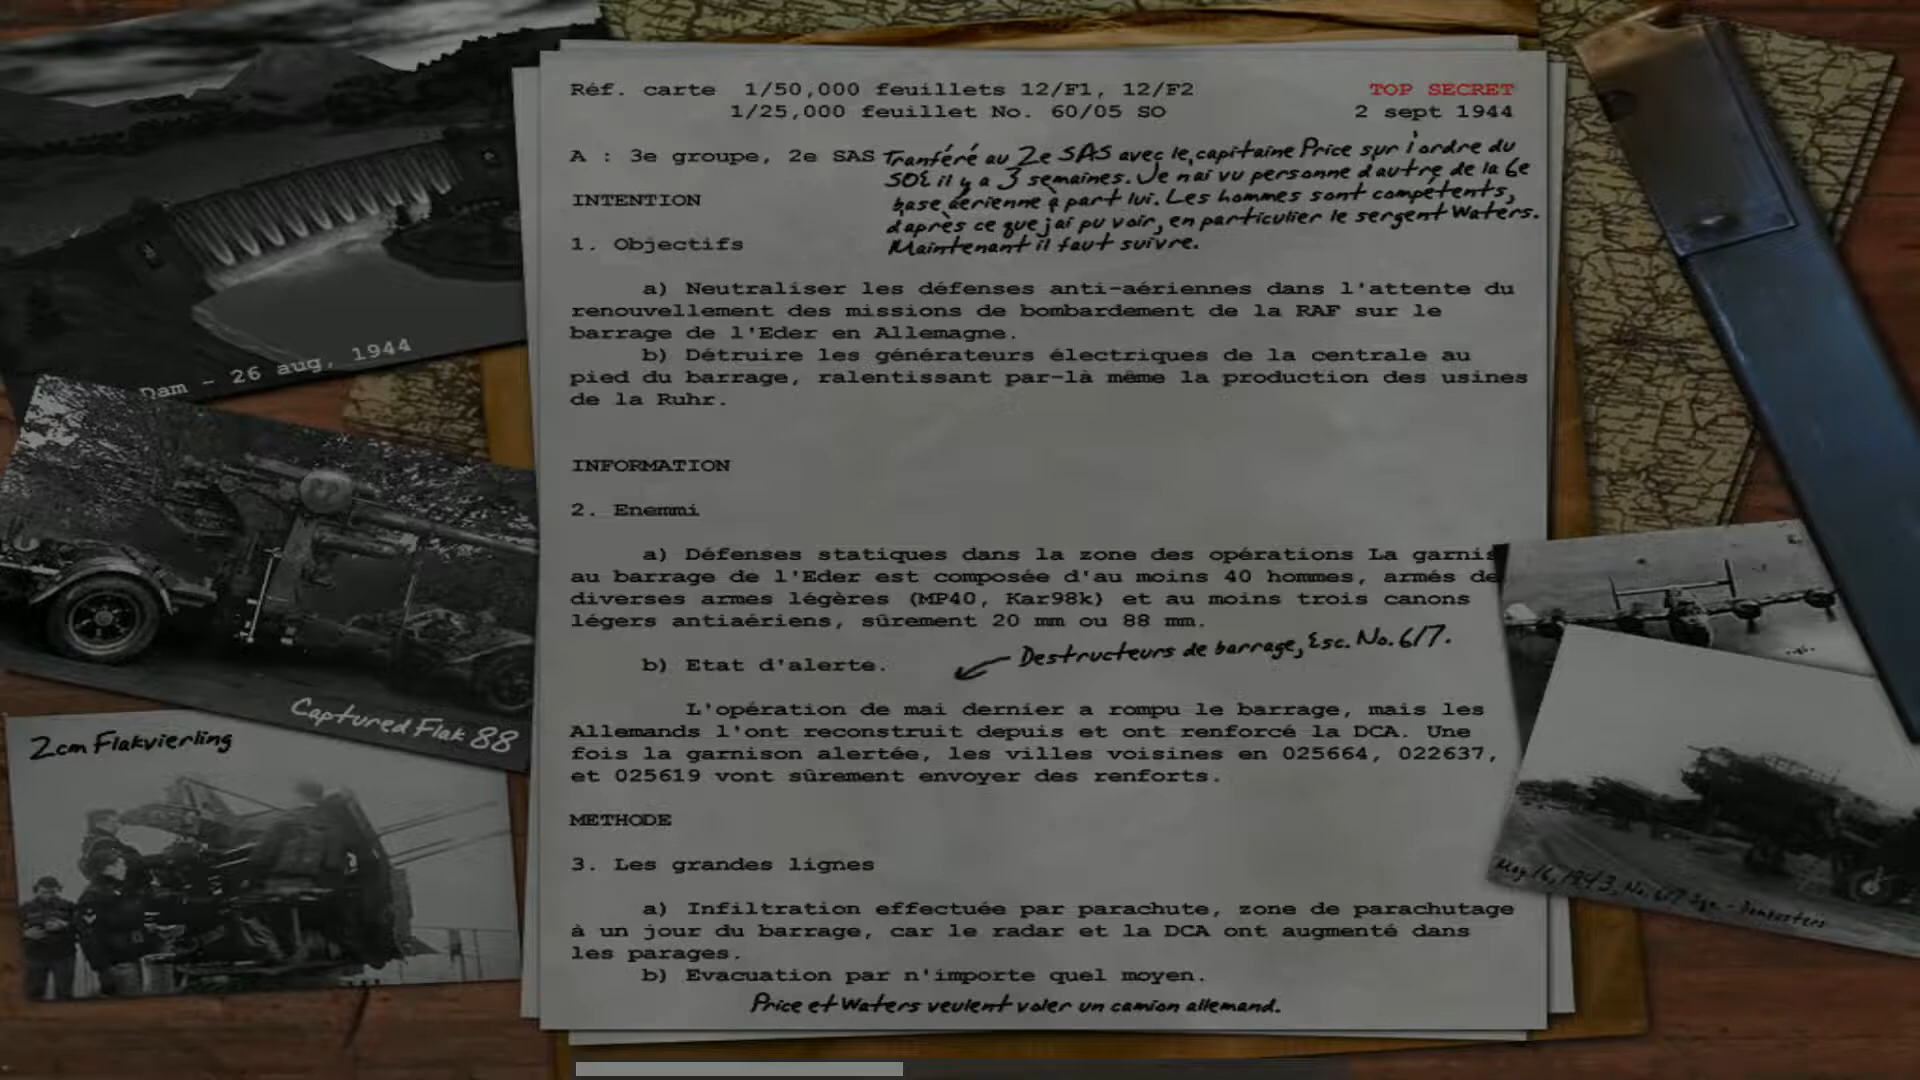 Réf. carte 1/50,000 feuillets 12/F1, 12/F2
TOP SECRET
1/25,000 feuillet No. 60/05 SO
2 sept 1944
A : 3e groupe, 2e SAS
Tranféré au 2e SAS avec le capitaine Price sur l'ordre du
SOE il y a 3 semaines. Je n'ai vu personne d'autre de la 6e
base aérienne à part lui. Les hommes sont compétents,
d'après ce que j'ai pu voir, en particulier le sergent Waters.
Maintenant il faut suivre.
INTENTION
1. Objectifs
a) Neutraliser les défenses anti-aériennes dans l'attente du
renouvellement des missions de bombardement de la RAF sur le
barrage de l'Eder en Allemagne.
b) Détruire les générateurs électriques de la centrale au
pied du barrage, ralentissant par-là même la production des usines
de la Ruhr.
INFORMATION
2. Enemmi
a) Défenses statiques dans la zone des opérations La garnis
au barrage de l'Eder est composée d'au moins 40 hommes, armés de
diverses armes légères (MP40, Kar98k) et au moins trois canons
légers antiaériens, sûrement 20 mm ou 88 mm.
Destructeurs de barrage, Esc. No. 617.
b) Etat d'alerte.
L'opération de mai dernier a rompu le barrage, mais les
Allemands l'ont reconstruit depuis et ont renforcé la DCA. Une
fois la garnison alertée, les villes voisines en 025664, 022637,
et 025619 vont sûrement envoyer des renforts.
METHODE
3. Les grandes lignes
a) Infiltration effectuée par parachute, zone de parachutage
à un jour du barrage, car le radar et la DCA ont augmenté dans
les parages.
b) Evacuation par n'importe quel moyen.
Price et Waters veulent voler un camion allemand.
Dam - 26 aug, 1944
Captured Flak 88
2cm Flakvierling
May 16, 1943, No. 617 Sqn. - Dambusters